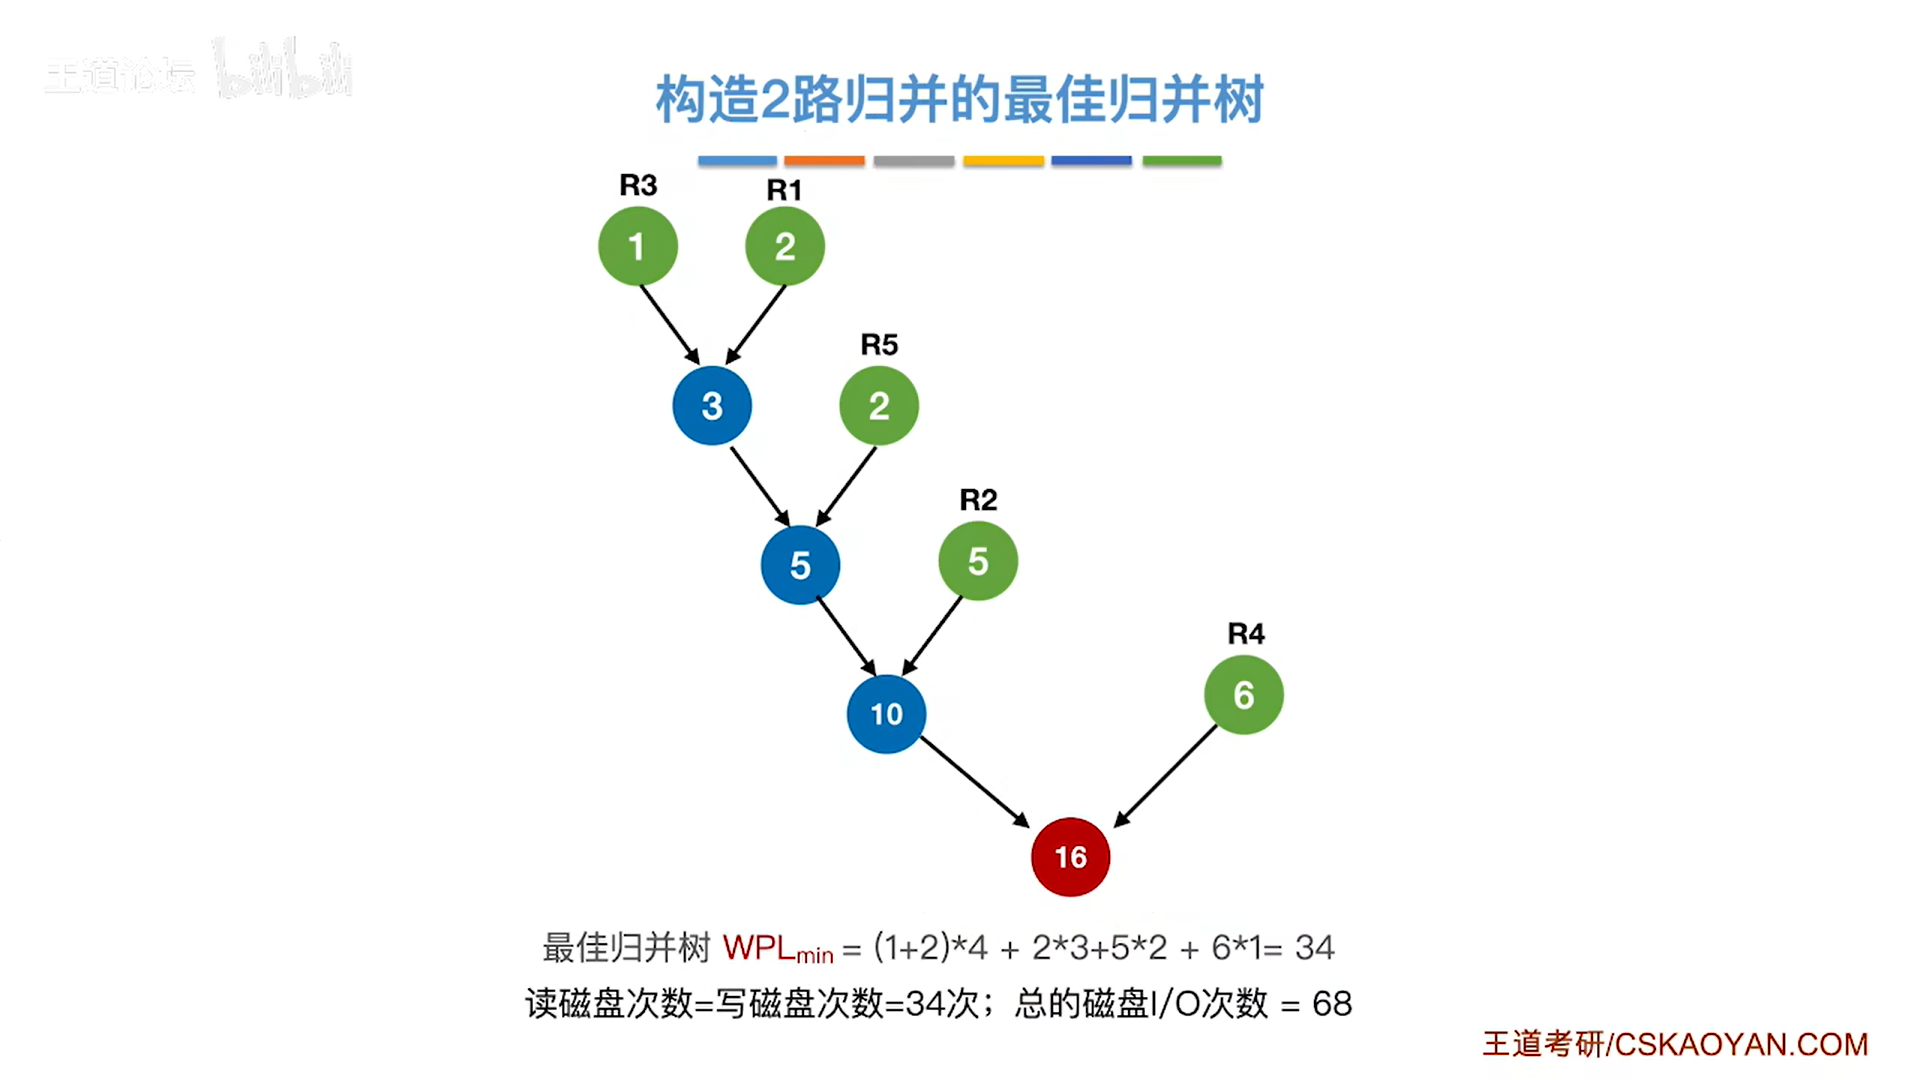 王道论坛 bilibili
构造2路归并的最佳归并树
R3 R1
1 2
R5
3 2
R2
5 5
R4
10 6
16
最佳归并树 WPLmin = (1+2)*4 + 2*3+5*2 + 6*1= 34
读磁盘次数=写磁盘次数=34次；总的磁盘I/O次数 = 68
王道考研/CSKAOYAN.COM